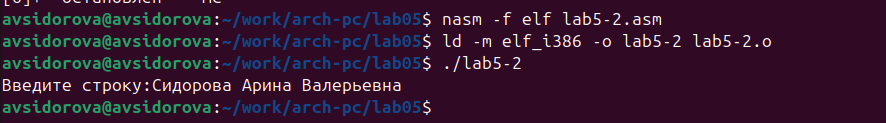 avsidorova@avsidorova:~/work/arch-pc/lab05$ nasm -f elf lab5-2.asm
avsidorova@avsidorova:~/work/arch-pc/lab05$ ld -m elf_i386 -o lab5-2 lab5-2.o
avsidorova@avsidorova:~/work/arch-pc/lab05$ ./lab5-2
Введите строку:Сидорова Арина Валерьевна
avsidorova@avsidorova:~/work/arch-pc/lab05$